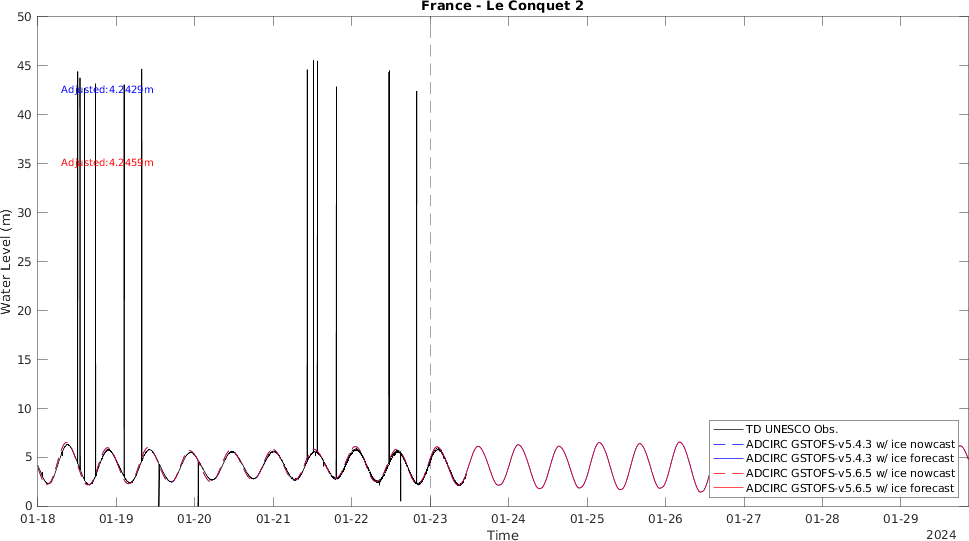 France - Le Conquet 2
50
45
40
35
30
25
20
15
10
5
0
Water Level (m)
Adjusted:4.2429m
Adjusted:4.2459m
TD UNESCO Obs.
ADCIRC GSTOFS-v5.4.3 w/ ice nowcast
ADCIRC GSTOFS-v5.4.3 w/ ice forecast
ADCIRC GSTOFS-v5.6.5 w/ ice nowcast
ADCIRC GSTOFS-v5.6.5 w/ ice forecast
01-18 01-19 01-20 01-21 01-22 01-23 01-24 01-25 01-26 01-27 01-28 01-29
Time
2024